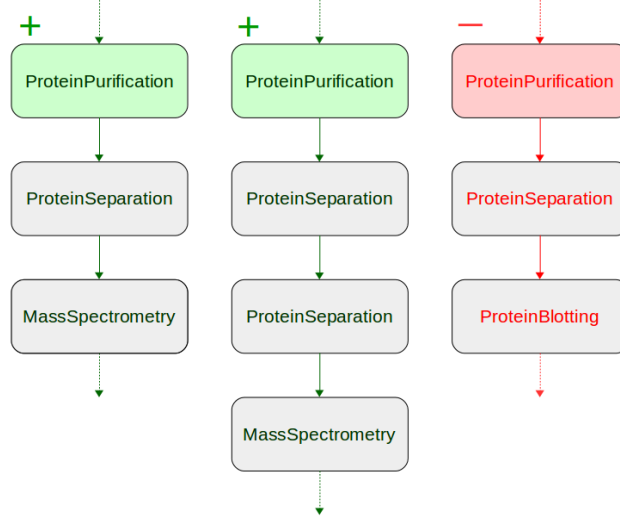 +
+
−
ProteinPurification
ProteinPurification
ProteinPurification
ProteinSeparation
ProteinSeparation
ProteinSeparation
MassSpectrometry
ProteinSeparation
ProteinBlotting
MassSpectrometry